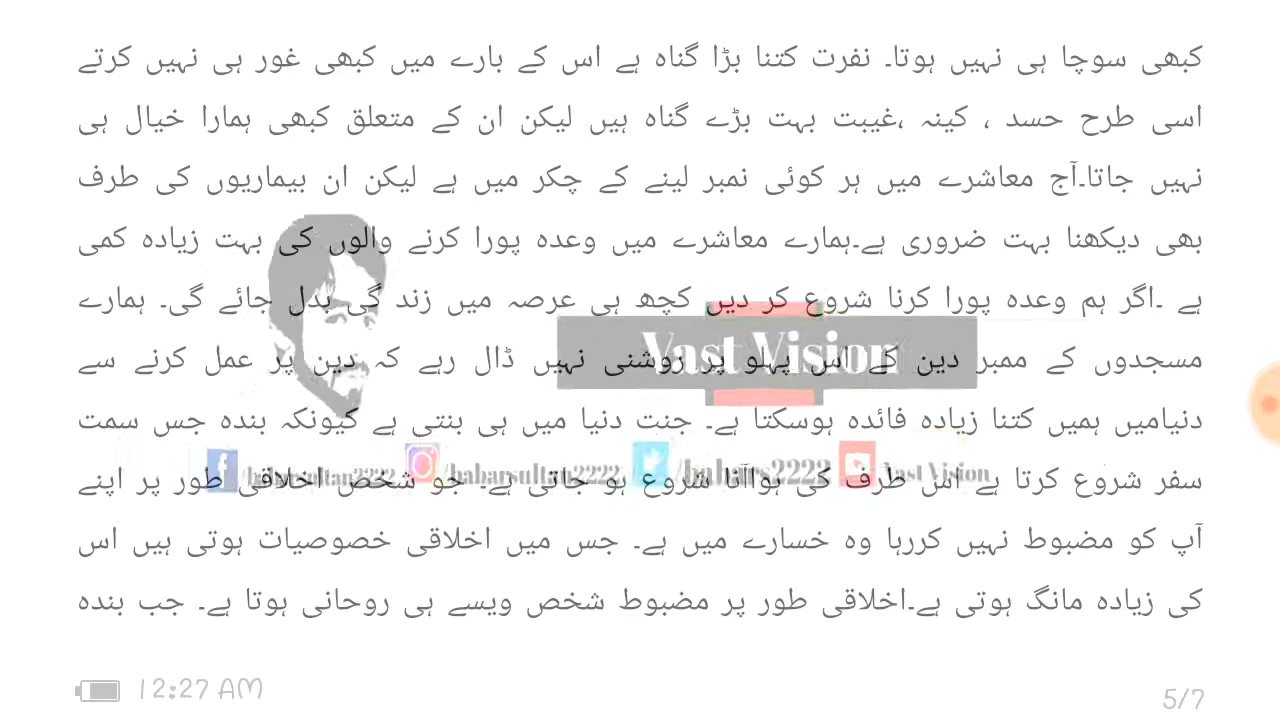 کبھی سوچا ہی نہیں ہوتا۔ نفرت کتنا بڑا گناہ ہے اس کے بارے میں کبھی غور ہی نہیں کرتے
اسی طرح حسد ، کینہ ،غیبت بہت بڑے گناہ ہیں لیکن ان کے متعلق کبھی ہمارا خیال ہی
نہیں جاتا۔آج معاشرے میں ہر کوئی نمبر لینے کے چکر میں ہے لیکن ان بیماریوں کی طرف
بھی دیکھنا بہت ضروری ہے۔ہمارے معاشرے میں وعدہ پورا کرنے والوں کی بہت زیادہ کمی
ہے ۔اگر ہم وعدہ پورا کرنا شروع کر دیں کچھ ہی عرصہ میں زند گی بدل جائے گی۔ ہمارے
مسجدوں کے ممبر دین کے اس پہلو پر روشنی نہیں ڈال رہے کہ دین پر عمل کرنے سے
Vast Vision
دنیامیں ہمیں کتنا زیادہ فائدہ ہوسکتا ہے۔ جنت دنیا میں ہی بنتی ہے کیونکہ بندہ جس سمت
سفر شروع کرتا ہے اس طرف کی ہواآنا شروع ہو جاتی ہے۔ جو شخص اخلاقی طور پر اپنے
/babarsultan2222 /babarsultan2222 /babars2222 Vast Vision
آپ کو مضبوط نہیں کررہا وہ خسارے میں ہے۔ جس میں اخلاقی خصوصیات ہوتی ہیں اس
کی زیادہ مانگ ہوتی ہے۔اخلاقی طور پر مضبوط شخص ویسے ہی روحانی ہوتا ہے۔ جب بندہ
12:27 AM
5/7